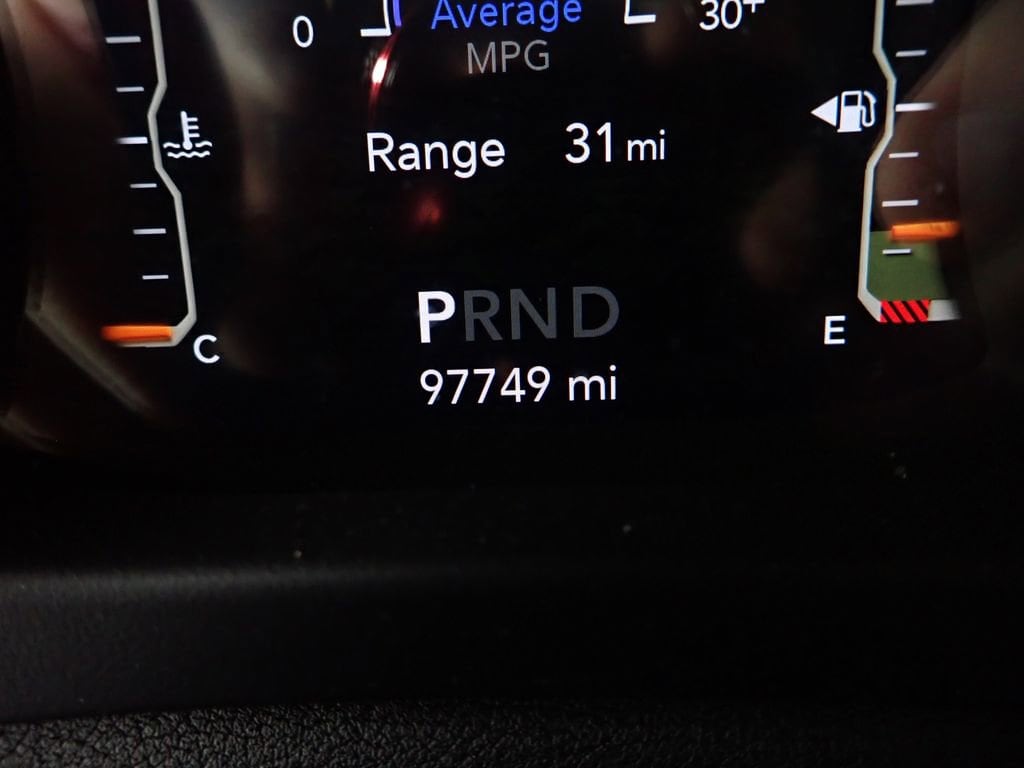 0 Average 30+
MPG
Range 31 mi
PRND
C E
97749 mi